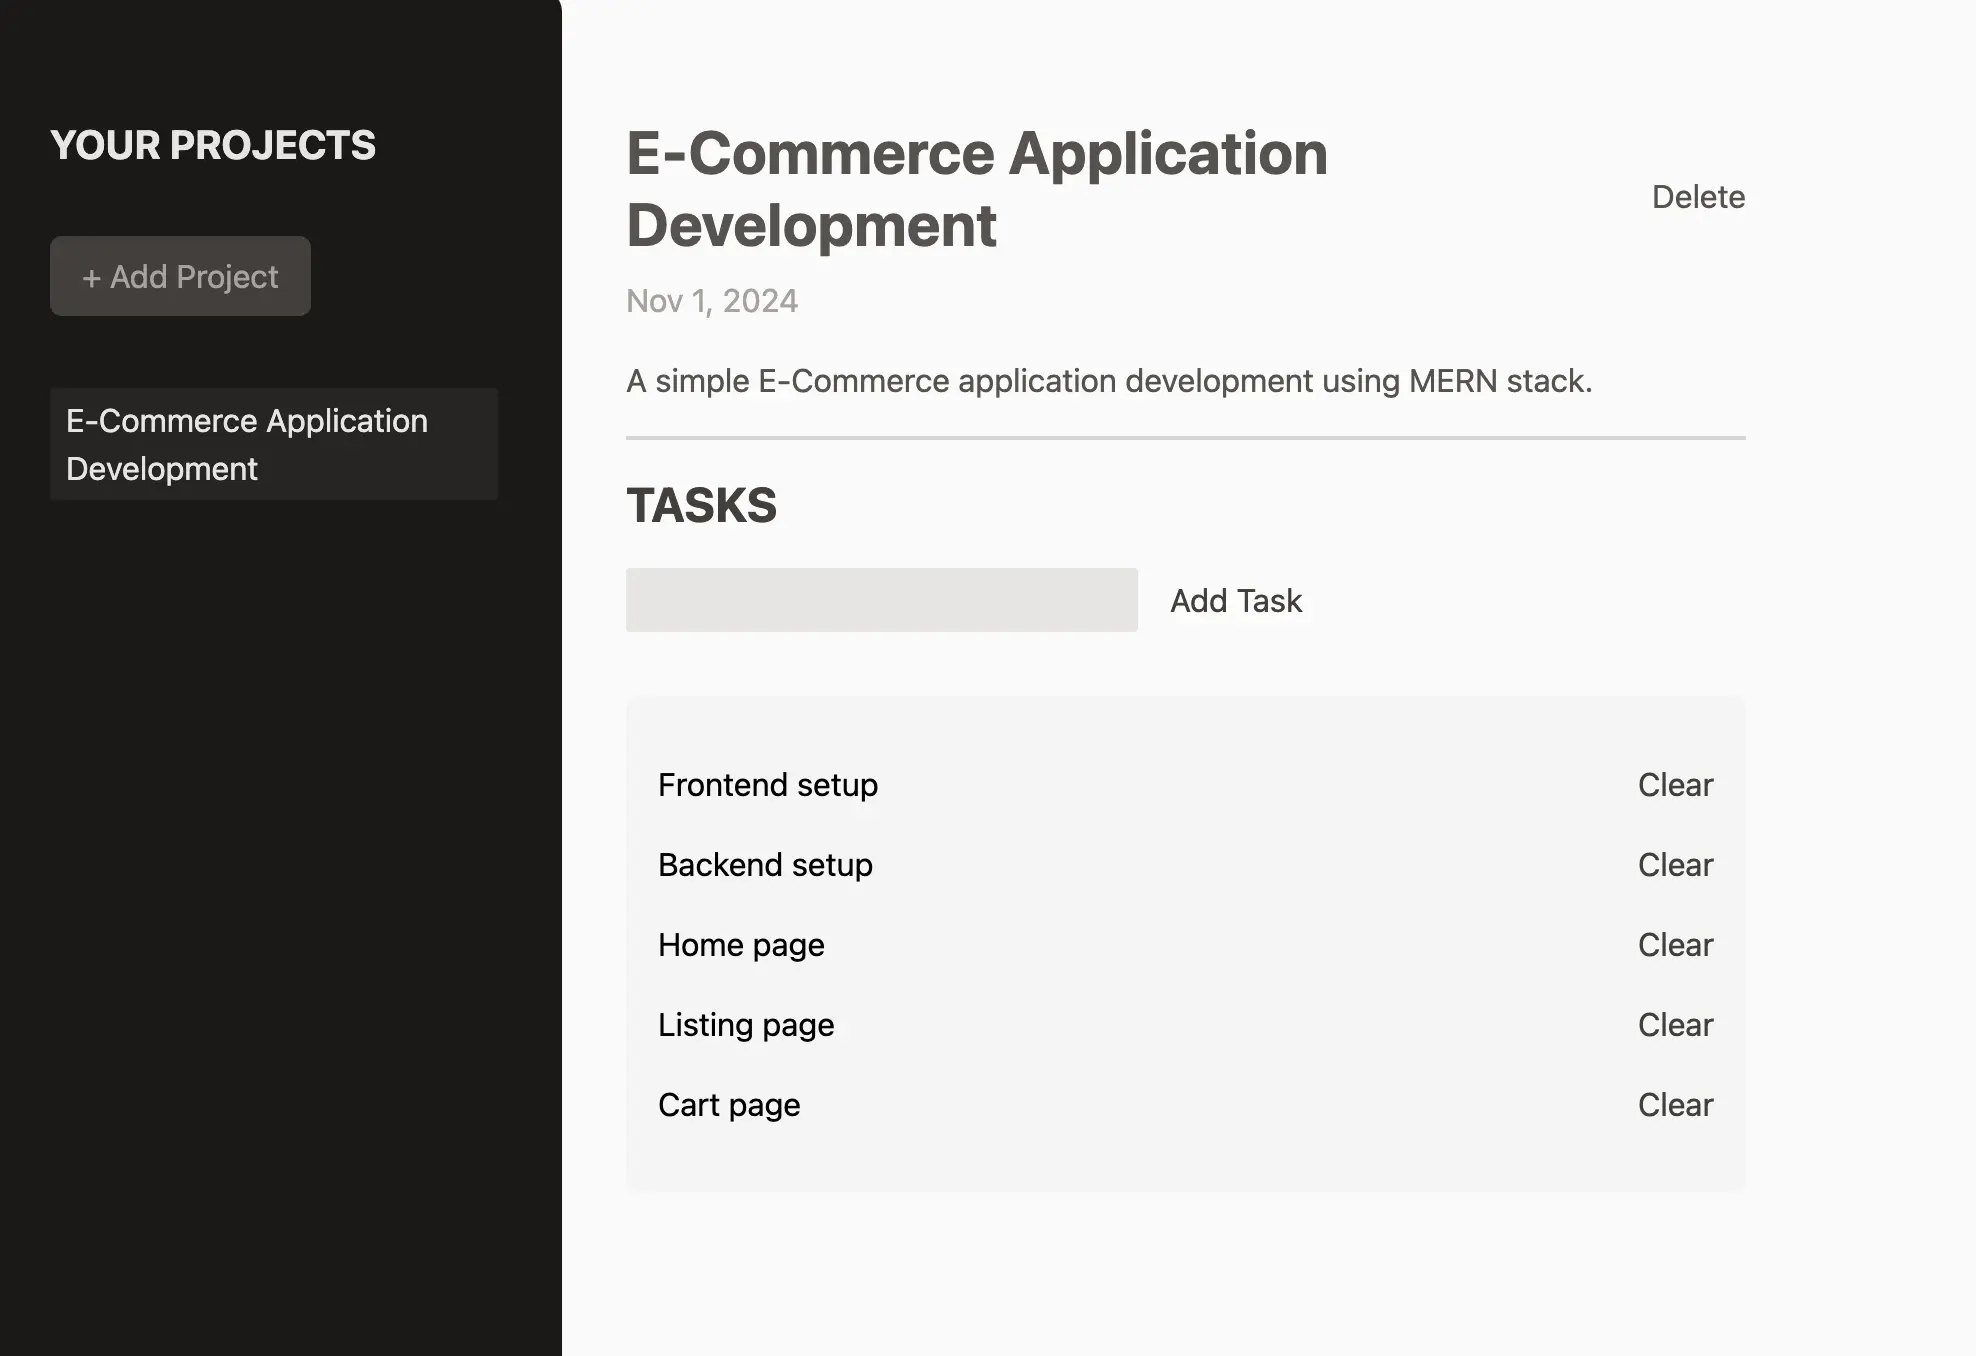 YOUR PROJECTS
+ Add Project
E-Commerce Application
Development
E-Commerce Application
Development
Delete
Nov 1, 2024
A simple E-Commerce application development using MERN stack.
TASKS
Add Task
Frontend setup Clear
Backend setup Clear
Home page Clear
Listing page Clear
Cart page Clear